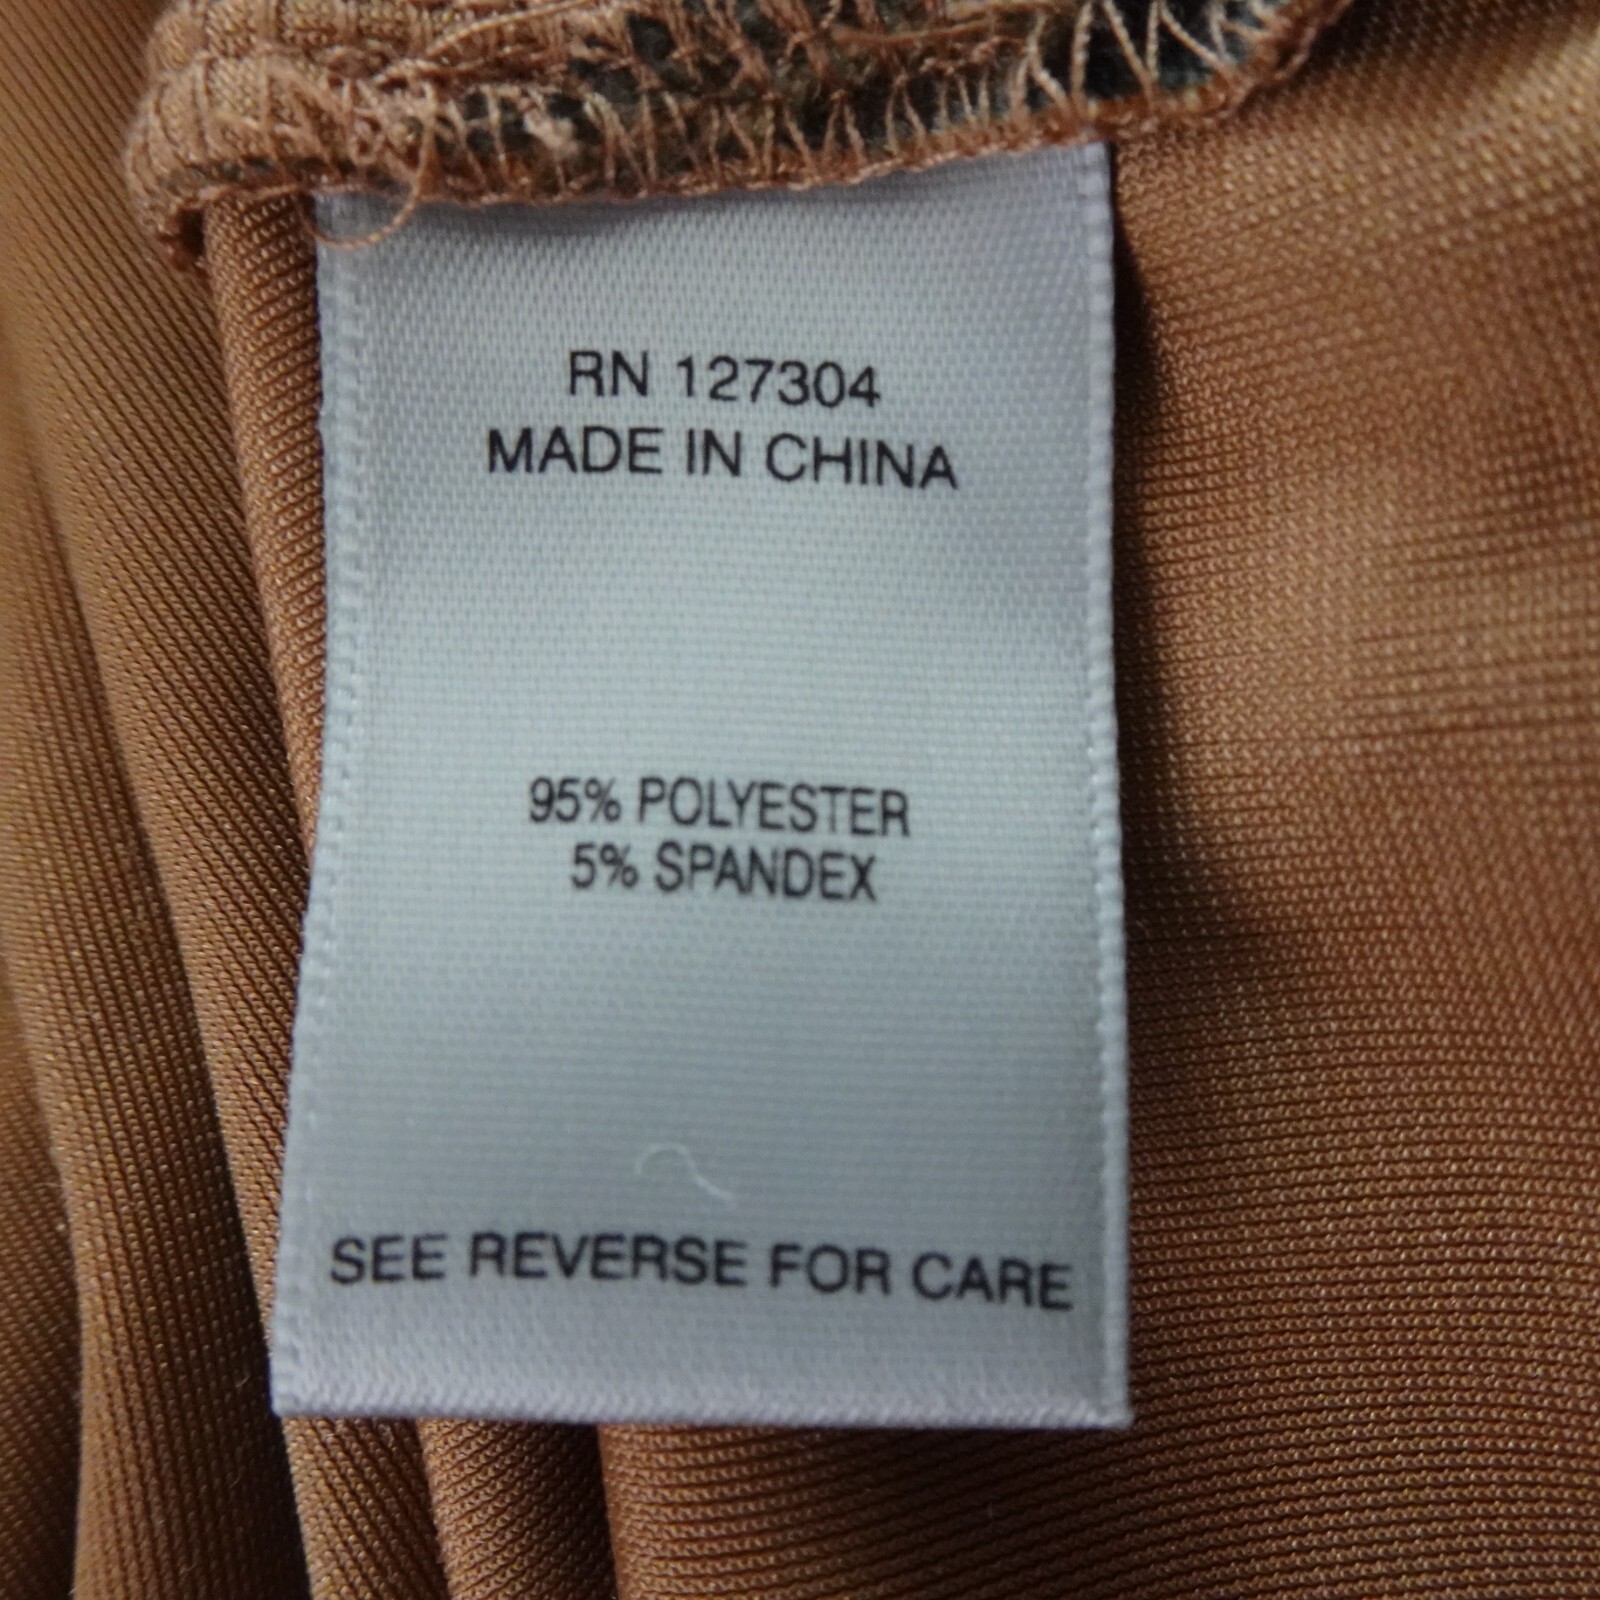 RN 127304
MADE IN CHINA
95% POLYESTER
5% SPANDEX
SEE REVERSE FOR CARE